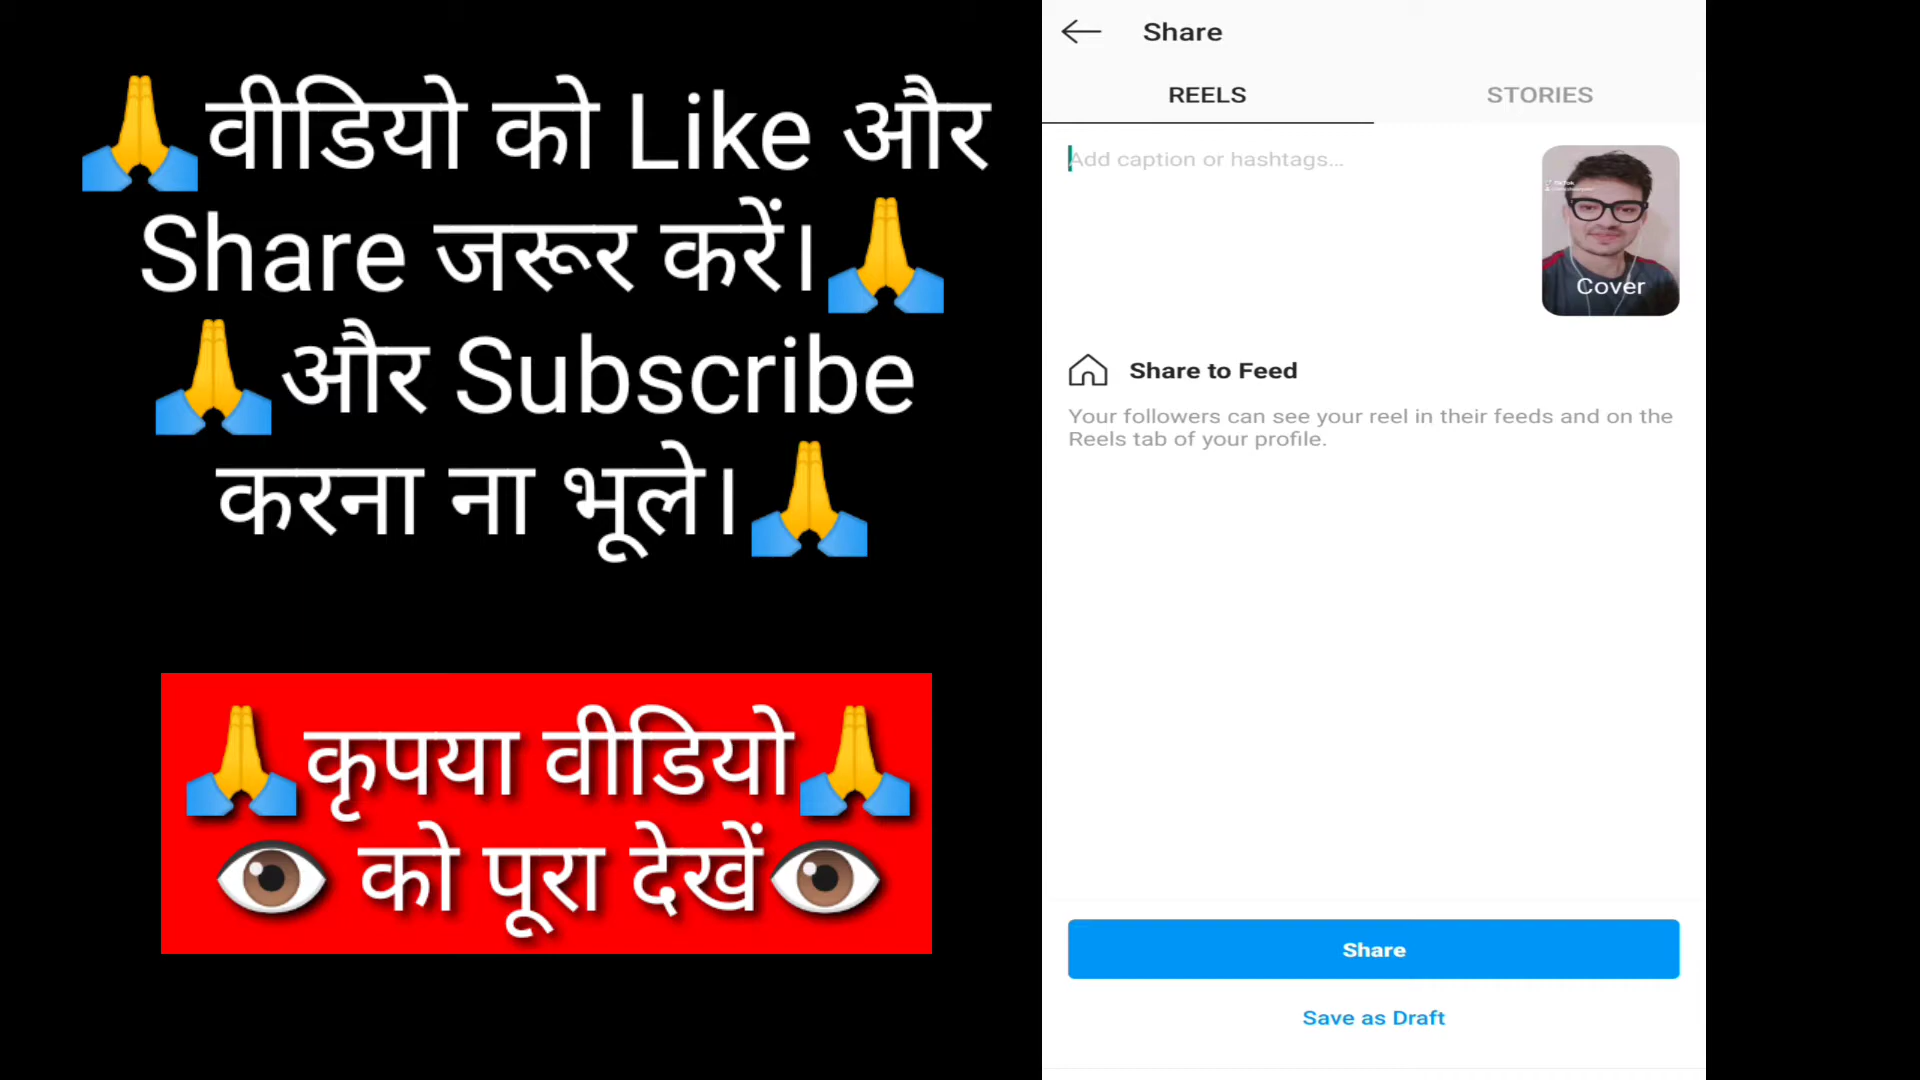 🙏वीडियो को Like और
Share जरूर करें।🙏
🙏और Subscribe
करना ना भूले।🙏
🙏कृपया वीडियो🙏
👁 को पूरा देखें👁
Share
REELS STORIES
Add caption or hashtags...
TikTok
Cover
Share to Feed
Your followers can see your reel in their feeds and on the
Reels tab of your profile.
Share
Save as Draft